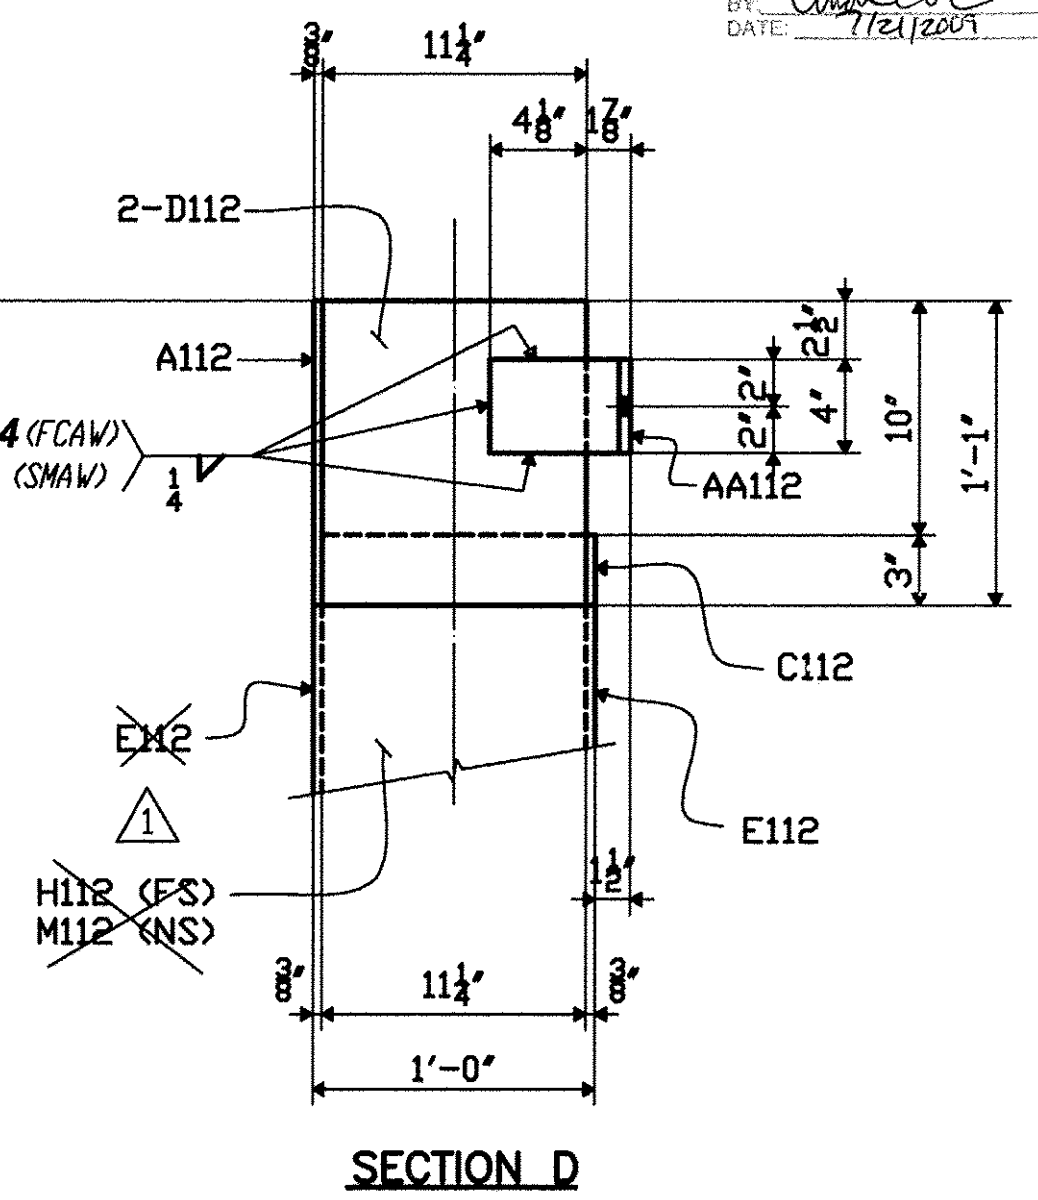 BY:
DATE: 7/21/2009
3/8" 11 1/4"
4 1/8" 1 7/8"
2-D112
A112
2 1/2"
2" 2" 4"
10"
1'-1"
4 (FCAW)
(SMAW)
1/4
AA112
3"
C112
E112
1
E112
H112 (FS)
M112 (NS)
1 1/2"
3/8" 11 1/4" 3/8"
1'-0"
SECTION D